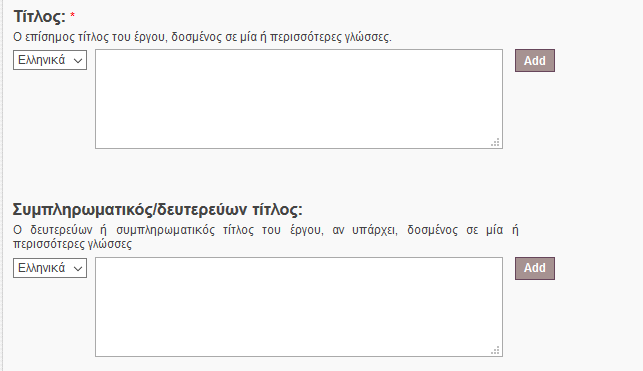 Τίτλος: *
Ο επίσημος τίτλος του έργου, δοσμένος σε μία ή περισσότερες γλώσσες.
Ελληνικά Add
Συμπληρωματικός/δευτερεύων τίτλος:
Ο δευτερεύων ή συμπληρωματικός τίτλος του έργου, αν υπάρχει, δοσμένος σε μία ή
περισσότερες γλώσσες
Ελληνικά Add